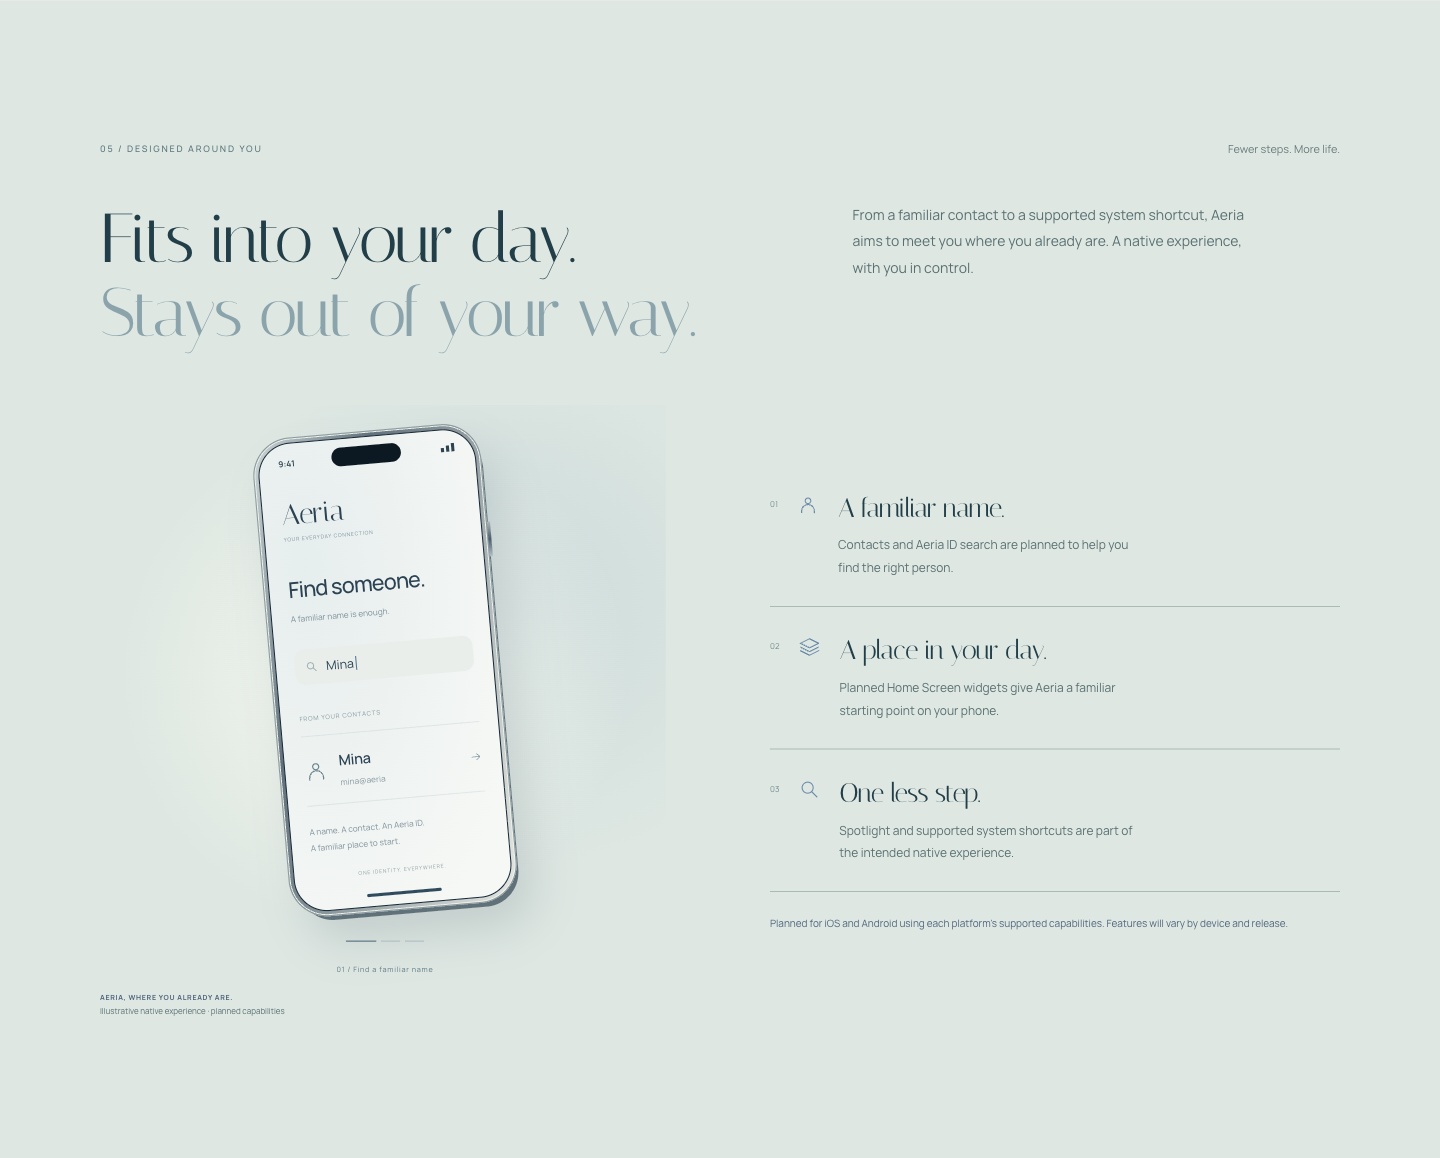 05 / DESIGNED AROUND YOU
Fewer steps. More life.
Fits into your day.
Stays out of your way.
From a familiar contact to a supported system shortcut, Aeria
aims to meet you where you already are. A native experience,
with you in control.
9:41
Aeria
YOUR EVERYDAY CONNECTION
Find someone.
A familiar name is enough.
Mina
FROM YOUR CONTACTS
Mina
mina@aeria
A name. A contact. An Aeria ID.
A familiar place to start.
ONE IDENTITY. EVERYWHERE.
01 / Find a familiar name
AERIA, WHERE YOU ALREADY ARE.
Illustrative native experience · planned capabilities
01
A familiar name.
Contacts and Aeria ID search are planned to help you
find the right person.
02
A place in your day.
Planned Home Screen widgets give Aeria a familiar
starting point on your phone.
03
One less step.
Spotlight and supported system shortcuts are part of
the intended native experience.
Planned for iOS and Android using each platform's supported capabilities. Features will vary by device and release.